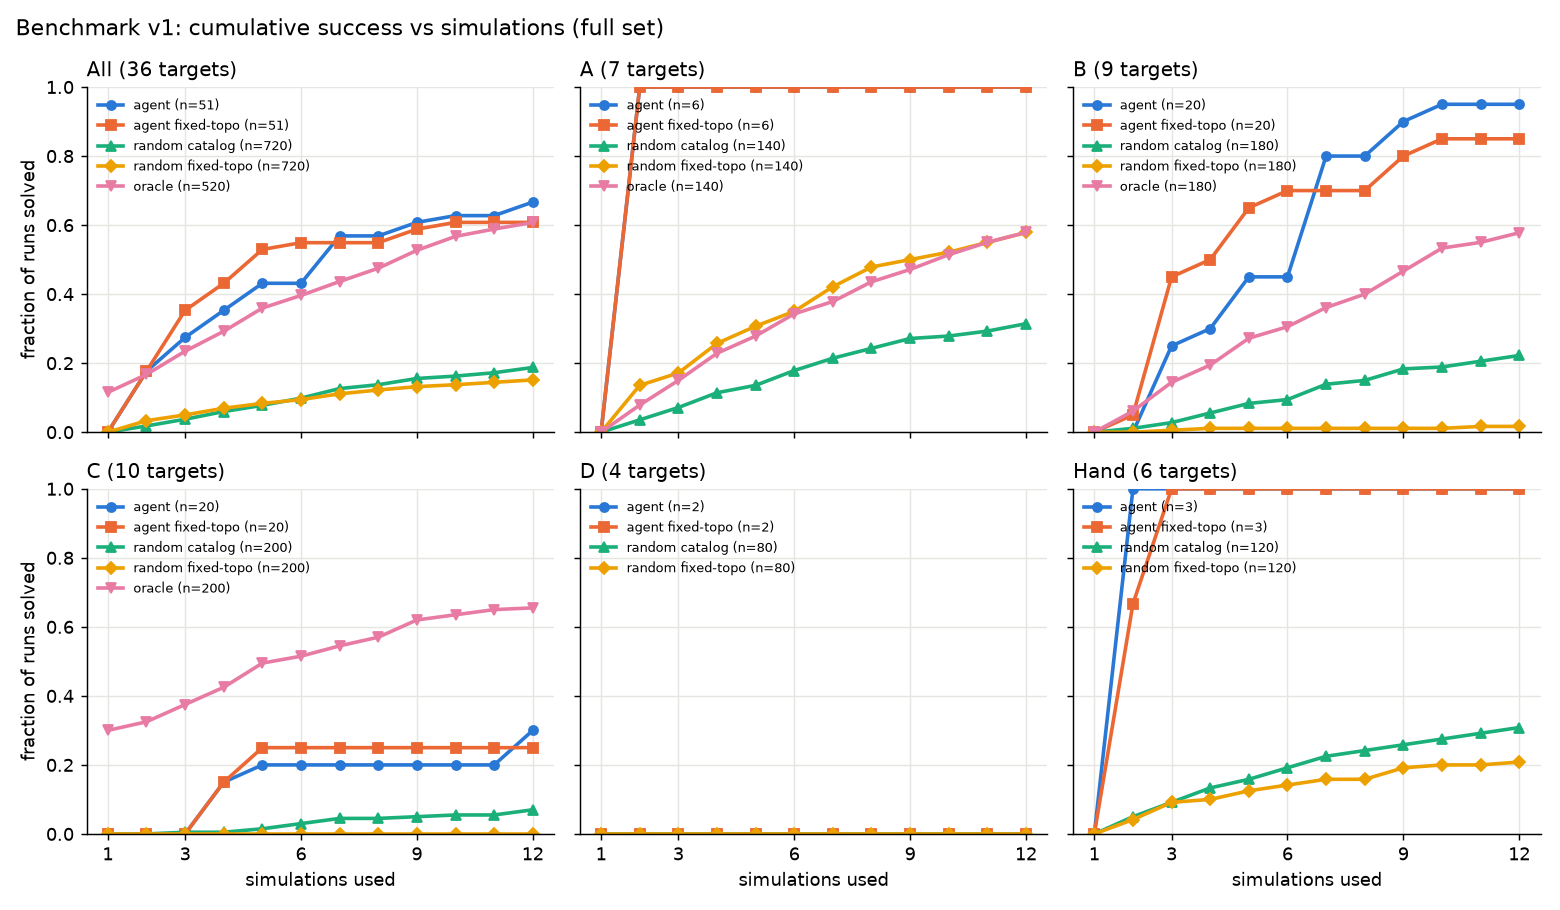 Benchmark v1: cumulative success vs simulations (full set)
All (36 targets)
1.0
0.8
0.6
0.4
0.2
0.0
fraction of runs solved
agent (n=51)
agent fixed-topo (n=51)
random catalog (n=720)
random fixed-topo (n=720)
oracle (n=520)
A (7 targets)
agent (n=6)
agent fixed-topo (n=6)
random catalog (n=140)
random fixed-topo (n=140)
oracle (n=140)
B (9 targets)
agent (n=20)
agent fixed-topo (n=20)
random catalog (n=180)
random fixed-topo (n=180)
oracle (n=180)
C (10 targets)
1.0
0.8
0.6
0.4
0.2
0.0
fraction of runs solved
agent (n=20)
agent fixed-topo (n=20)
random catalog (n=200)
random fixed-topo (n=200)
oracle (n=200)
1 3 6 9 12
simulations used
D (4 targets)
agent (n=2)
agent fixed-topo (n=2)
random catalog (n=80)
random fixed-topo (n=80)
1 3 6 9 12
simulations used
Hand (6 targets)
agent (n=3)
agent fixed-topo (n=3)
random catalog (n=120)
random fixed-topo (n=120)
1 3 6 9 12
simulations used